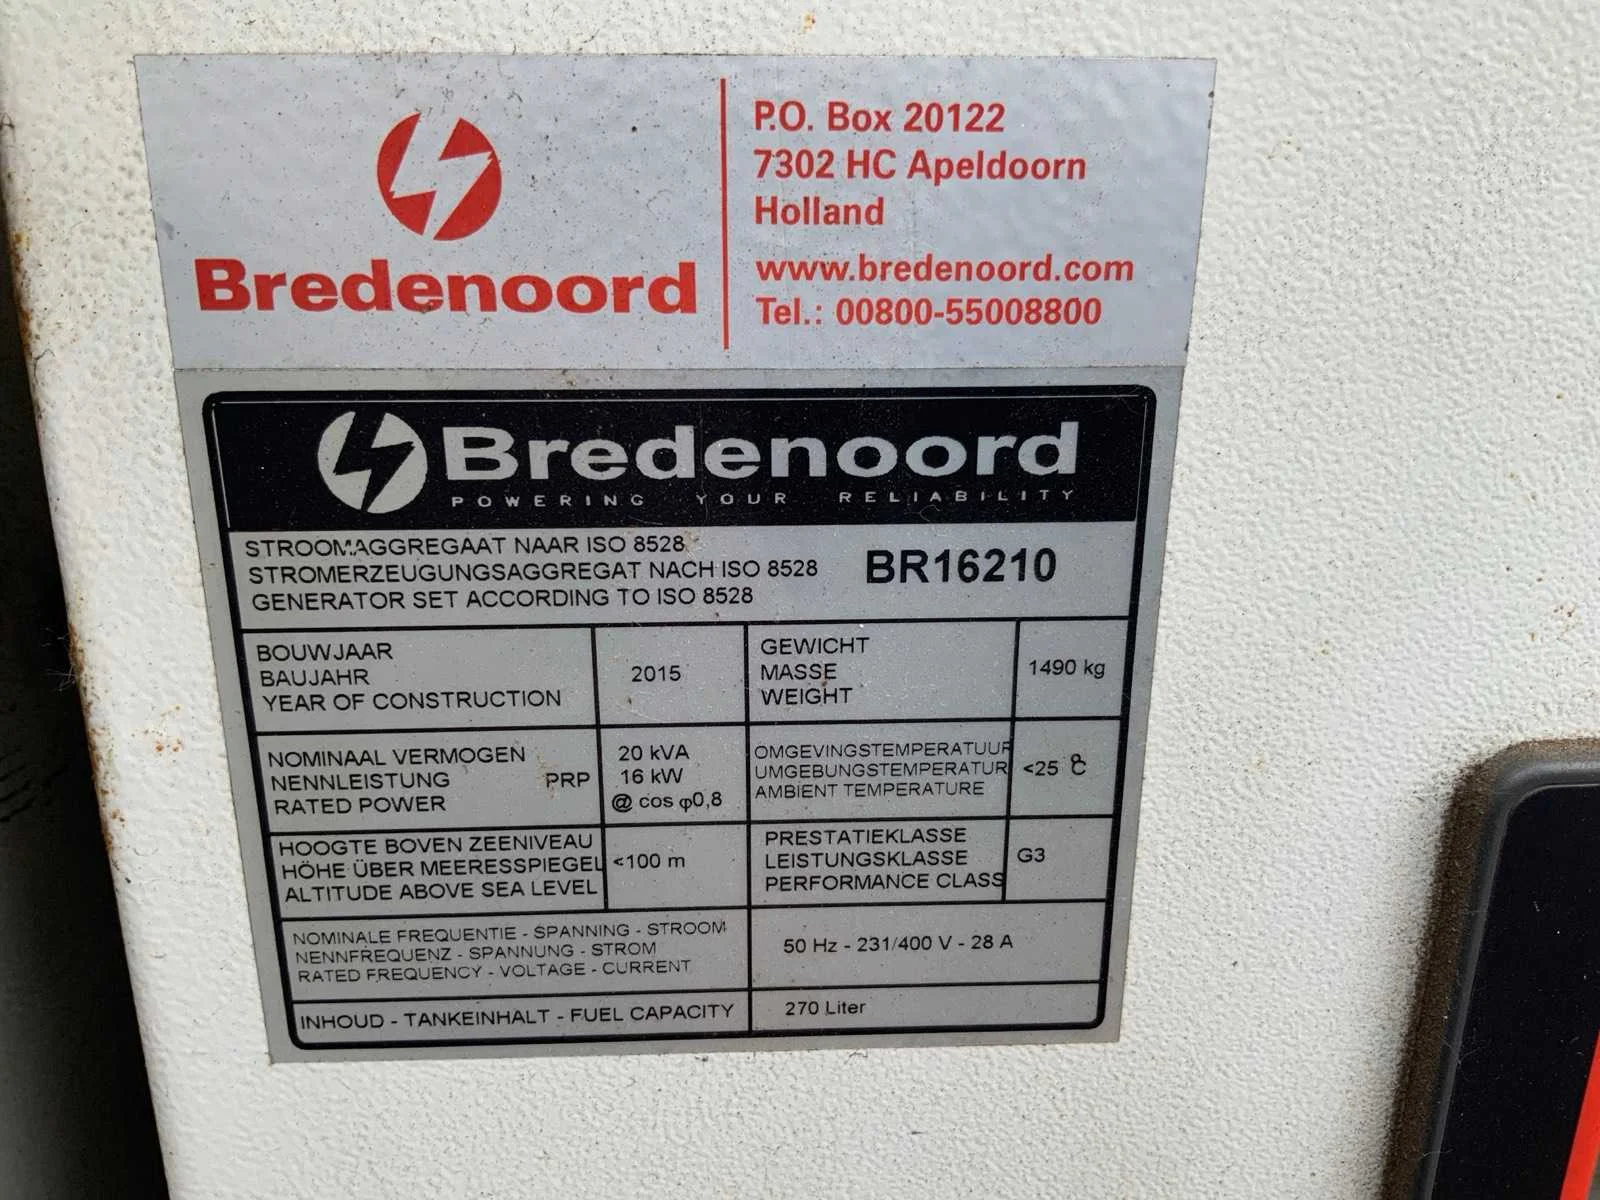 Bredenoord
P.O. Box 20122
7302 HC Apeldoorn
Holland
www.bredenoord.com
Tel.: 00800-55008800
Bredenoord
POWERING YOUR RELIABILITY
STROOMAGGREGAAT NAAR ISO 8528
STROMERZEUGUNGSAGGREGAT NACH ISO 8528
GENERATOR SET ACCORDING TO ISO 8528
BR16210
BOUWJAAR
BAUJAHR
YEAR OF CONSTRUCTION
2015
GEWICHT
MASSE
WEIGHT
1490 kg
NOMINAAL VERMOGEN
NENNLEISTUNG PRP
RATED POWER
20 kVA
16 kW
@ cos φ0,8
OMGEVINGSTEMPERATUUR
UMGEBUNGSTEMPERATUR
AMBIENT TEMPERATURE
<25 °C
HOOGTE BOVEN ZEENIVEAU
HÖHE ÜBER MEERESSPIEGEL
ALTITUDE ABOVE SEA LEVEL
<100 m
PRESTATIEKLASSE
LEISTUNGSKLASSE
PERFORMANCE CLASS
G3
NOMINALE FREQUENTIE - SPANNING - STROOM
NENNFREQUENZ - SPANNUNG - STROM
RATED FREQUENCY - VOLTAGE - CURRENT
50 Hz - 231/400 V - 28 A
INHOUD - TANKEINHALT - FUEL CAPACITY
270 Liter